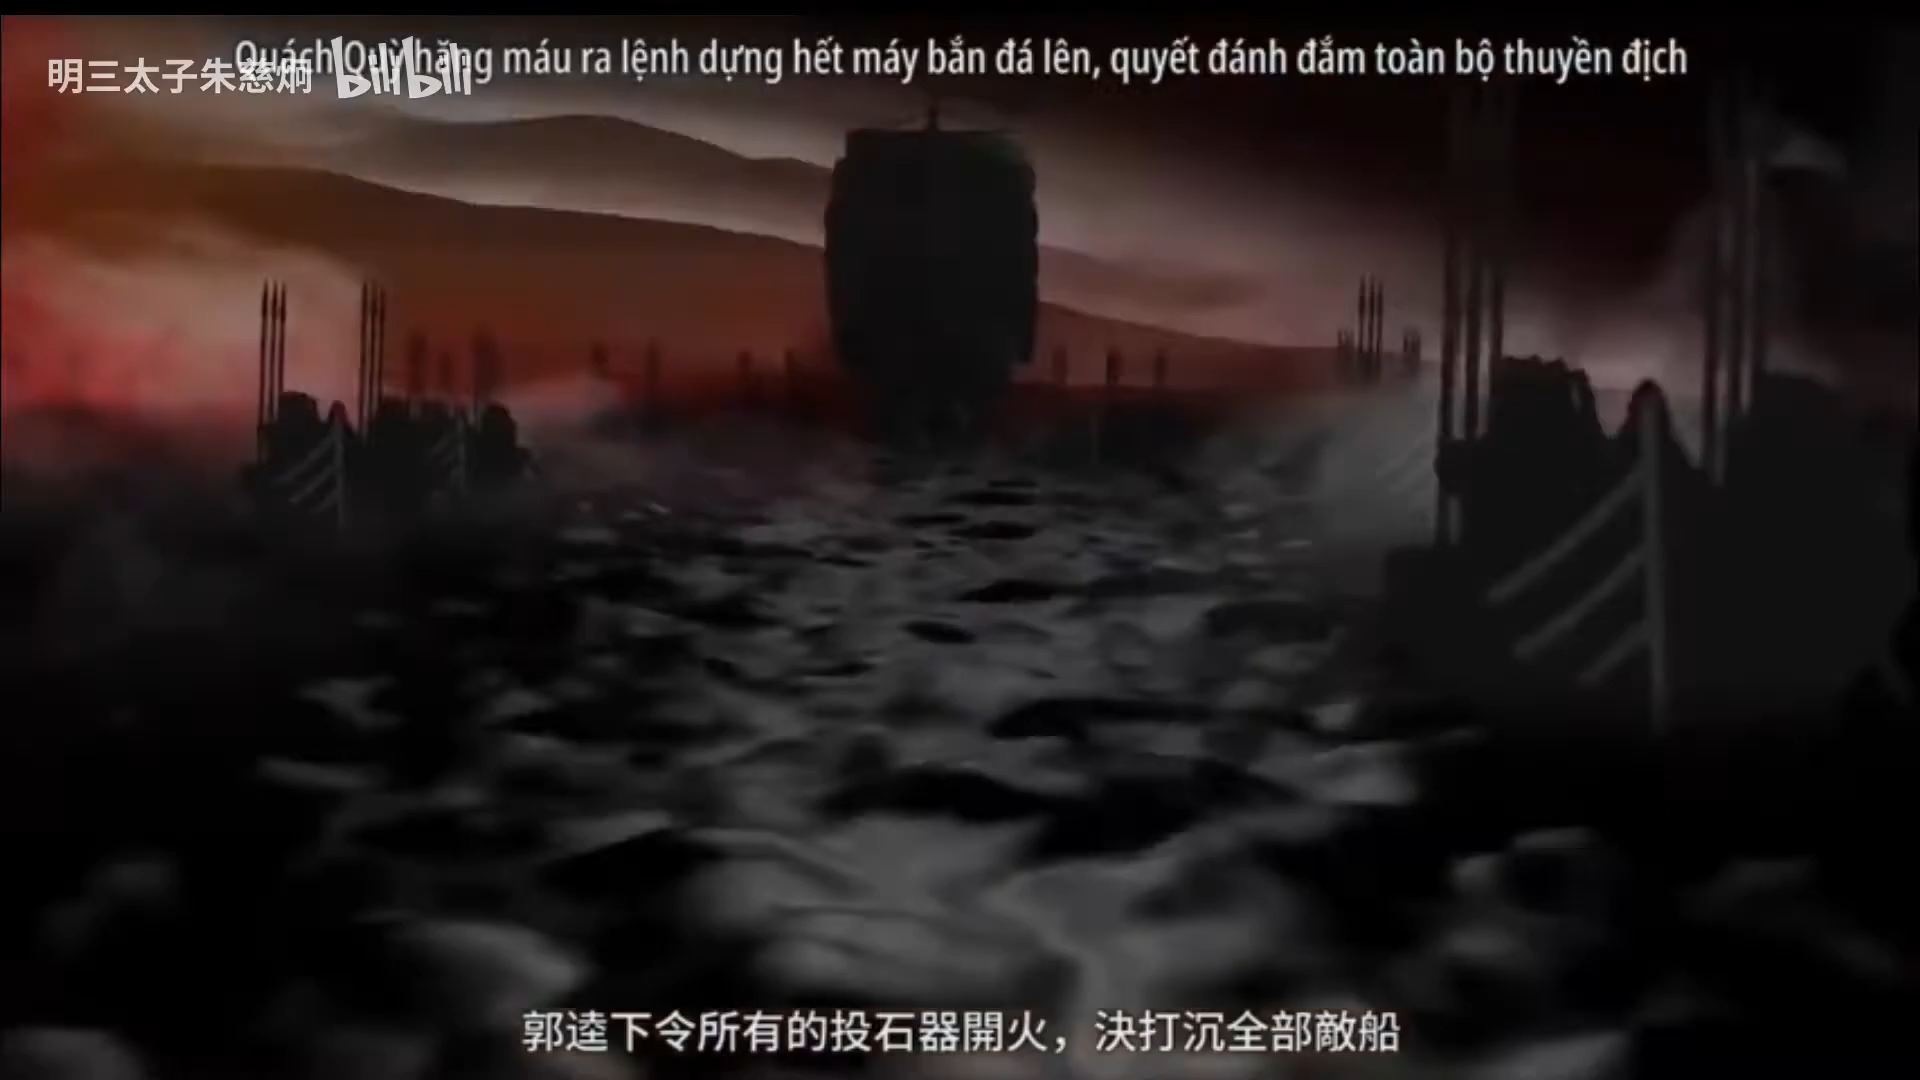 Quách Quỳ hăng máu ra lệnh dựng hết máy bắn đá lên, quyết đánh đắm toàn bộ thuyền địch
明三太子朱慈炯 bilibili
郭逵下令所有的投石器開火，決打沉全部敵船